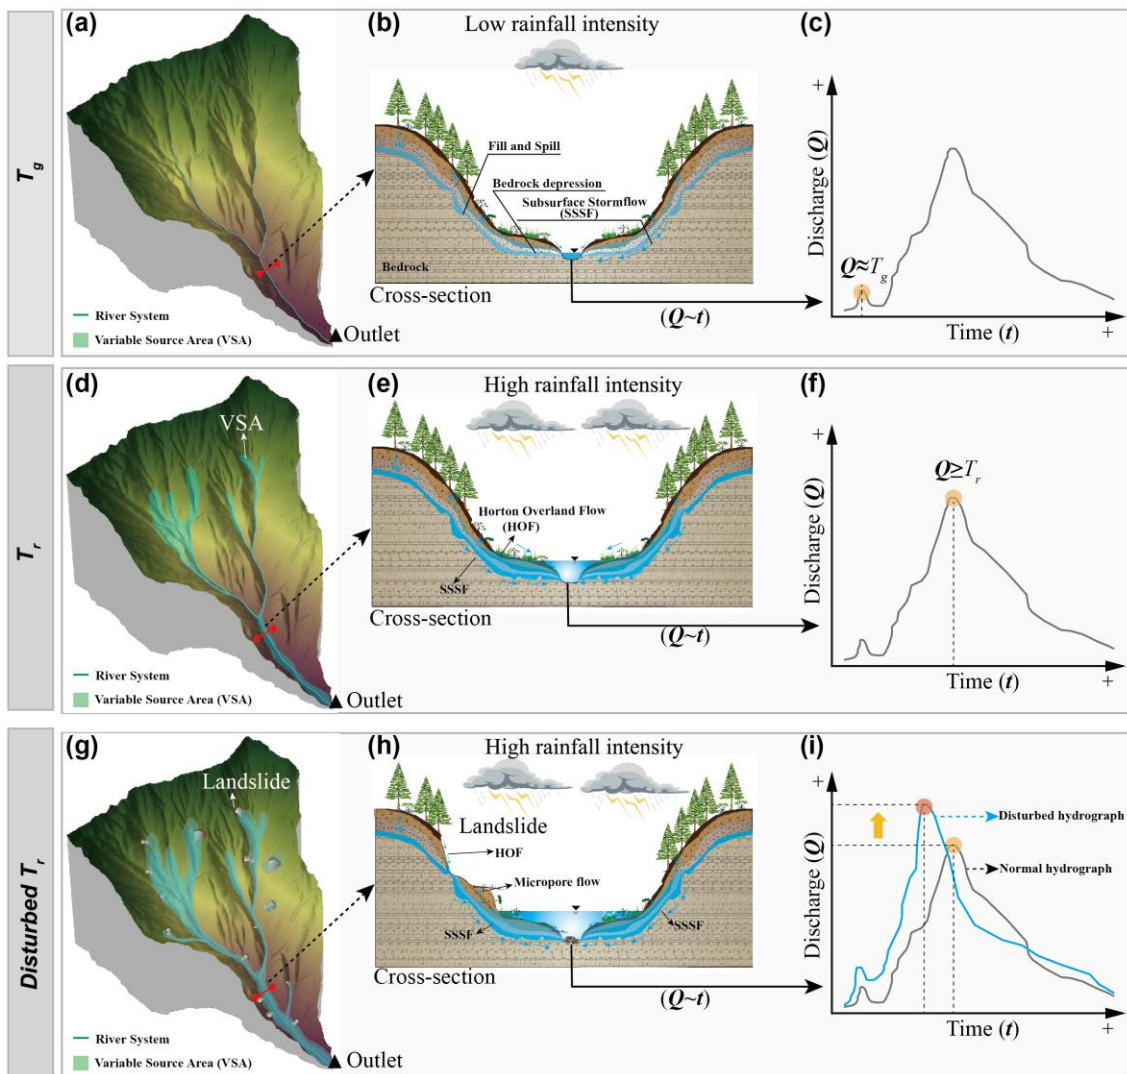 (a)
(b)
Low rainfall intensity
(c)
T_g
Fill and Spill
Bedrock depression
Subsurface Stormflow
(SSSF)
Bedrock
Cross-section
(Q~t)
River System
Variable Source Area (VSA)
Outlet
+
Discharge (Q)
Q≈T_g
Time (t)
+
(d)
(e)
High rainfall intensity
(f)
T_r
VSA
Horton Overland Flow
(HOF)
SSSF
Cross-section
(Q~t)
River System
Variable Source Area (VSA)
Outlet
+
Discharge (Q)
Q≥T_r
Time (t)
+
(g)
(h)
High rainfall intensity
(i)
Disturbed T_r
Landslide
Landslide
HOF
Micropore flow
SSSF
SSSF
Cross-section
(Q~t)
River System
Variable Source Area (VSA)
Outlet
+
Discharge (Q)
Disturbed hydrograph
Normal hydrograph
Time (t)
+